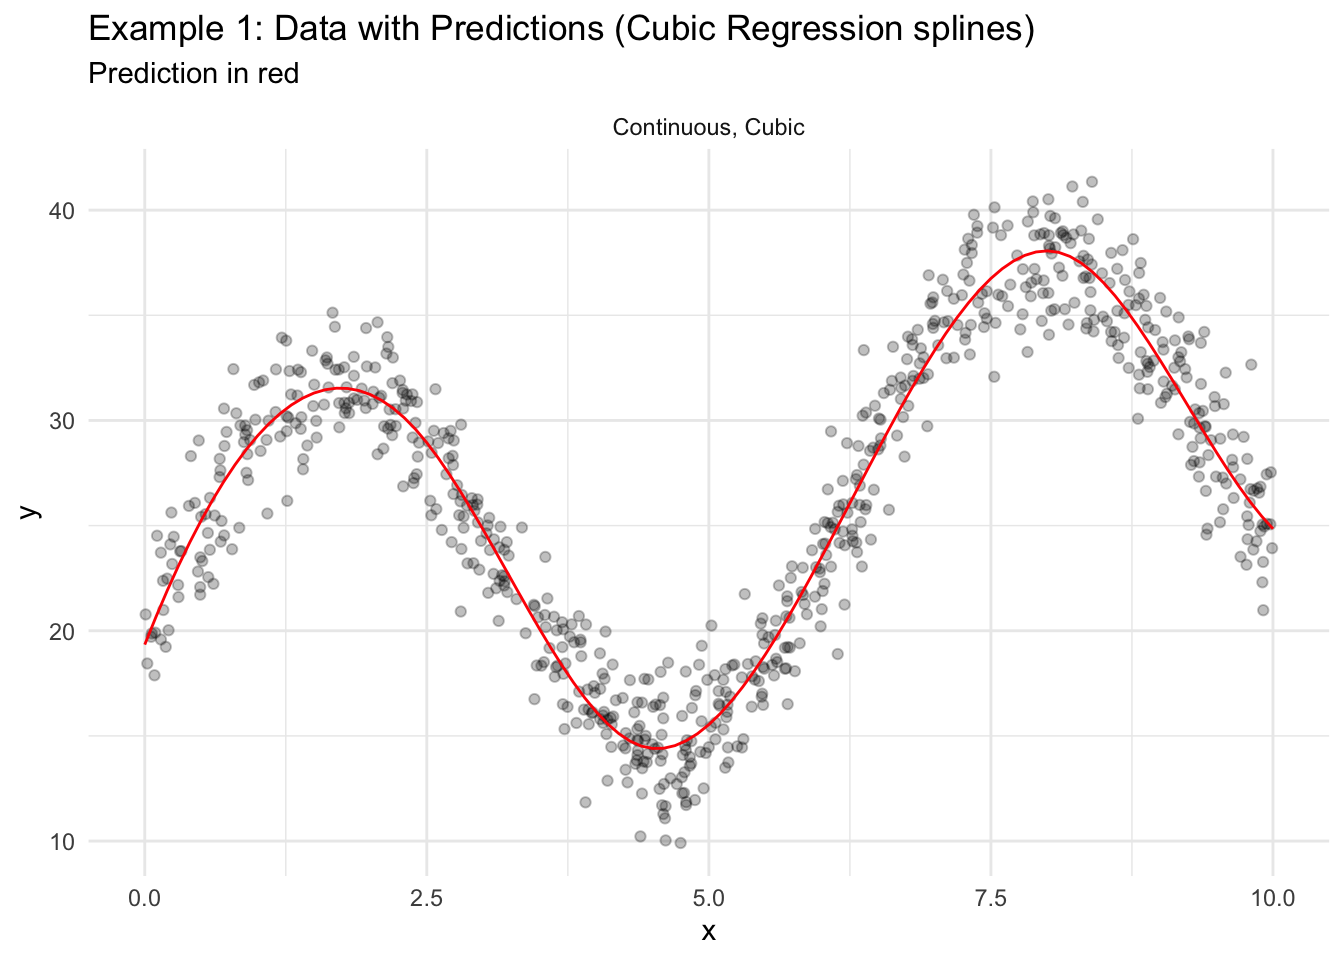 Example 1: Data with Predictions (Cubic Regression splines)
Prediction in red
Continuous, Cubic
40
30
20
10
y
0.0 2.5 5.0 7.5 10.0
x